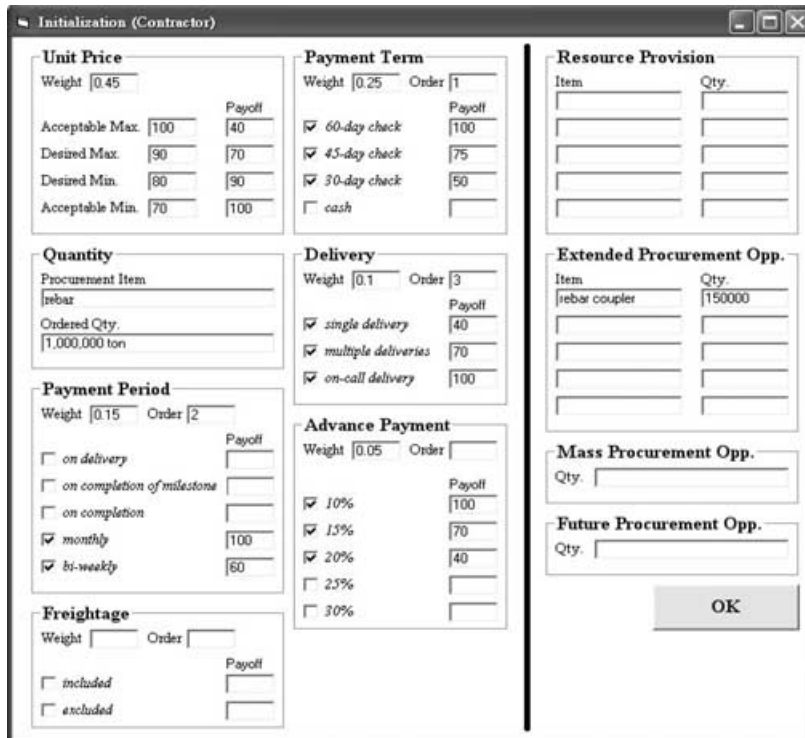 Initialization (Contractor)
Unit Price
Weight 0.45
Payoff
Acceptable Max. 100 40
Desired Max. 90 70
Desired Min. 80 90
Acceptable Min. 70 100
Quantity
Procurement Item
rebar
Ordered Qty.
1,000,000 ton
Payment Period
Weight 0.15 Order 2
Payoff
on delivery
on completion of milestone
on completion
monthly 100
bi-weekly 60
Freightage
Weight Order
Payoff
included
excluded
Payment Term
Weight 0.25 Order 1
Payoff
60-day check 100
45-day check 75
30-day check 50
cash
Delivery
Weight 0.1 Order 3
Payoff
single delivery 40
multiple deliveries 70
on-call delivery 100
Advance Payment
Weight 0.05 Order
Payoff
10% 100
15% 70
20% 40
25%
30%
Resource Provision
Item Qty.
Extended Procurement Opp.
Item Qty.
rebar coupler 150000
Mass Procurement Opp.
Qty.
Future Procurement Opp.
Qty.
OK